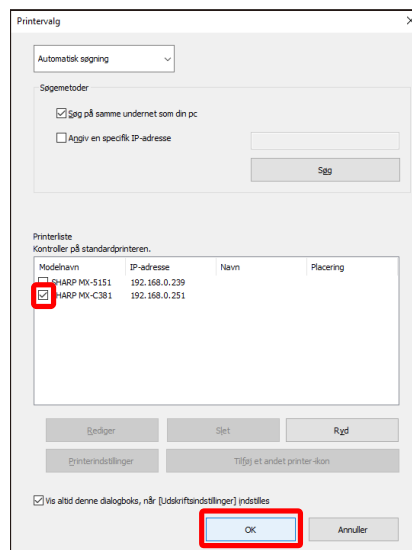 Printervalg
Automatisk søgning
Søgemetoder
Søg på samme undernet som din pc
Angiv en specifik IP-adresse
Søg
Printerliste
Kontroller på standardprinteren.
Modelnavn IP-adresse Navn Placering
SHARP MX-5151 192.168.0.239
HARP MX-C381 192.168.0.251
Rediger Slet Ryd
Printerindstillinger Tilføj et andet printer-ikon
Vis altid denne dialogboks, når [Udskriftsindstillinger] indstilles
OK Annuller